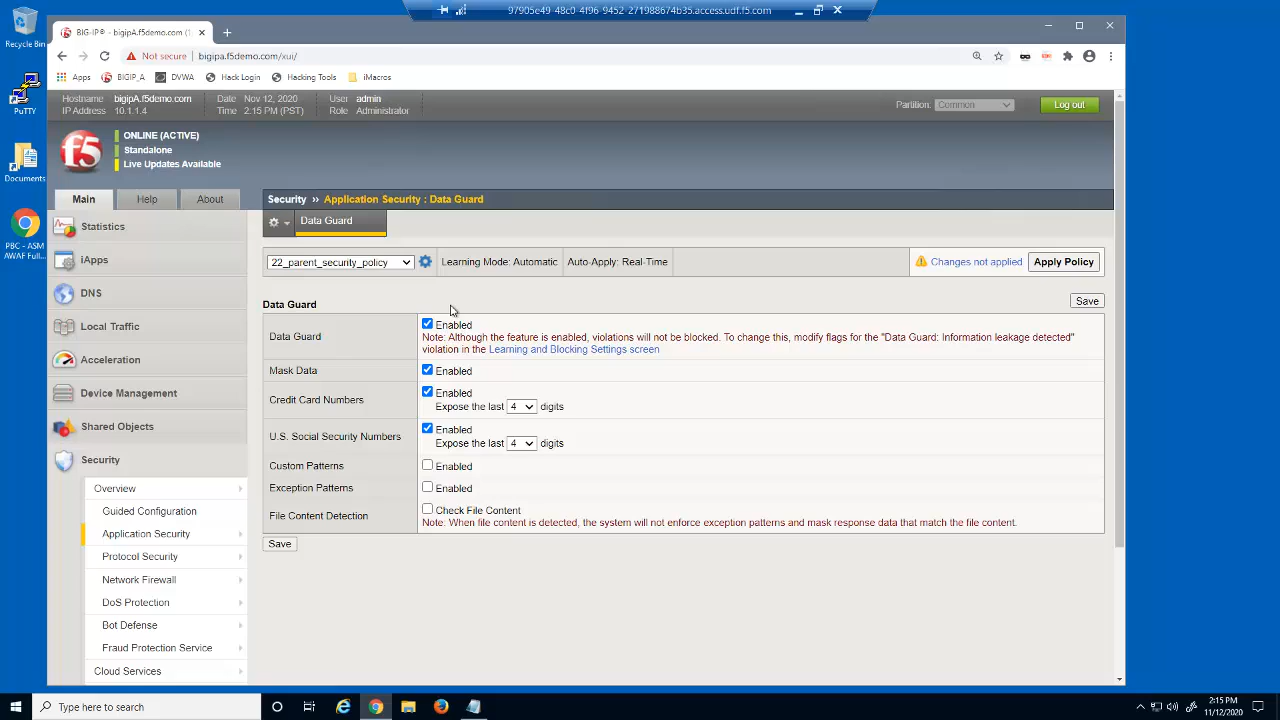 97905e49-48c0-4f96-9452-271988674b35.access.udf.f5.com
Recycle Bin
PuTTY
Documents
PBC - ASM
AWAF Full...
BIG-IP® - bigipa.f5demo.com (1
Not secure
bigipa.f5demo.com/xui/
Apps
BIGIP_A
DVWA
Hack Login
Hacking Tools
iMacros
Hostname bigipA.f5demo.com
IP Address 10.1.1.4
Date Nov 12, 2020
Time 2:15 PM (PST)
User admin
Role Administrator
Partition: Common
Log out
f5
ONLINE (ACTIVE)
Standalone
Live Updates Available
Main
Help
About
Security ›› Application Security : Data Guard
Statistics
iApps
DNS
Local Traffic
Acceleration
Device Management
Shared Objects
Security
Overview
Guided Configuration
Application Security
Protocol Security
Network Firewall
DoS Protection
Bot Defense
Fraud Protection Service
Cloud Services
Data Guard
22_parent_security_policy
Learning Mode: Automatic
Auto-Apply: Real-Time
Changes not applied
Apply Policy
Data Guard
Save
Data Guard
Enabled
Note: Although the feature is enabled, violations will not be blocked. To change this, modify flags for the "Data Guard: Information leakage detected"
violation in the Learning and Blocking Settings screen
Mask Data
Enabled
Credit Card Numbers
Enabled
Expose the last 4 digits
U.S. Social Security Numbers
Enabled
Expose the last 4 digits
Custom Patterns
Enabled
Exception Patterns
Enabled
File Content Detection
Check File Content
Note: When file content is detected, the system will not enforce exception patterns and mask response data that match the file content.
Save
Type here to search
2:15 PM
11/12/2020